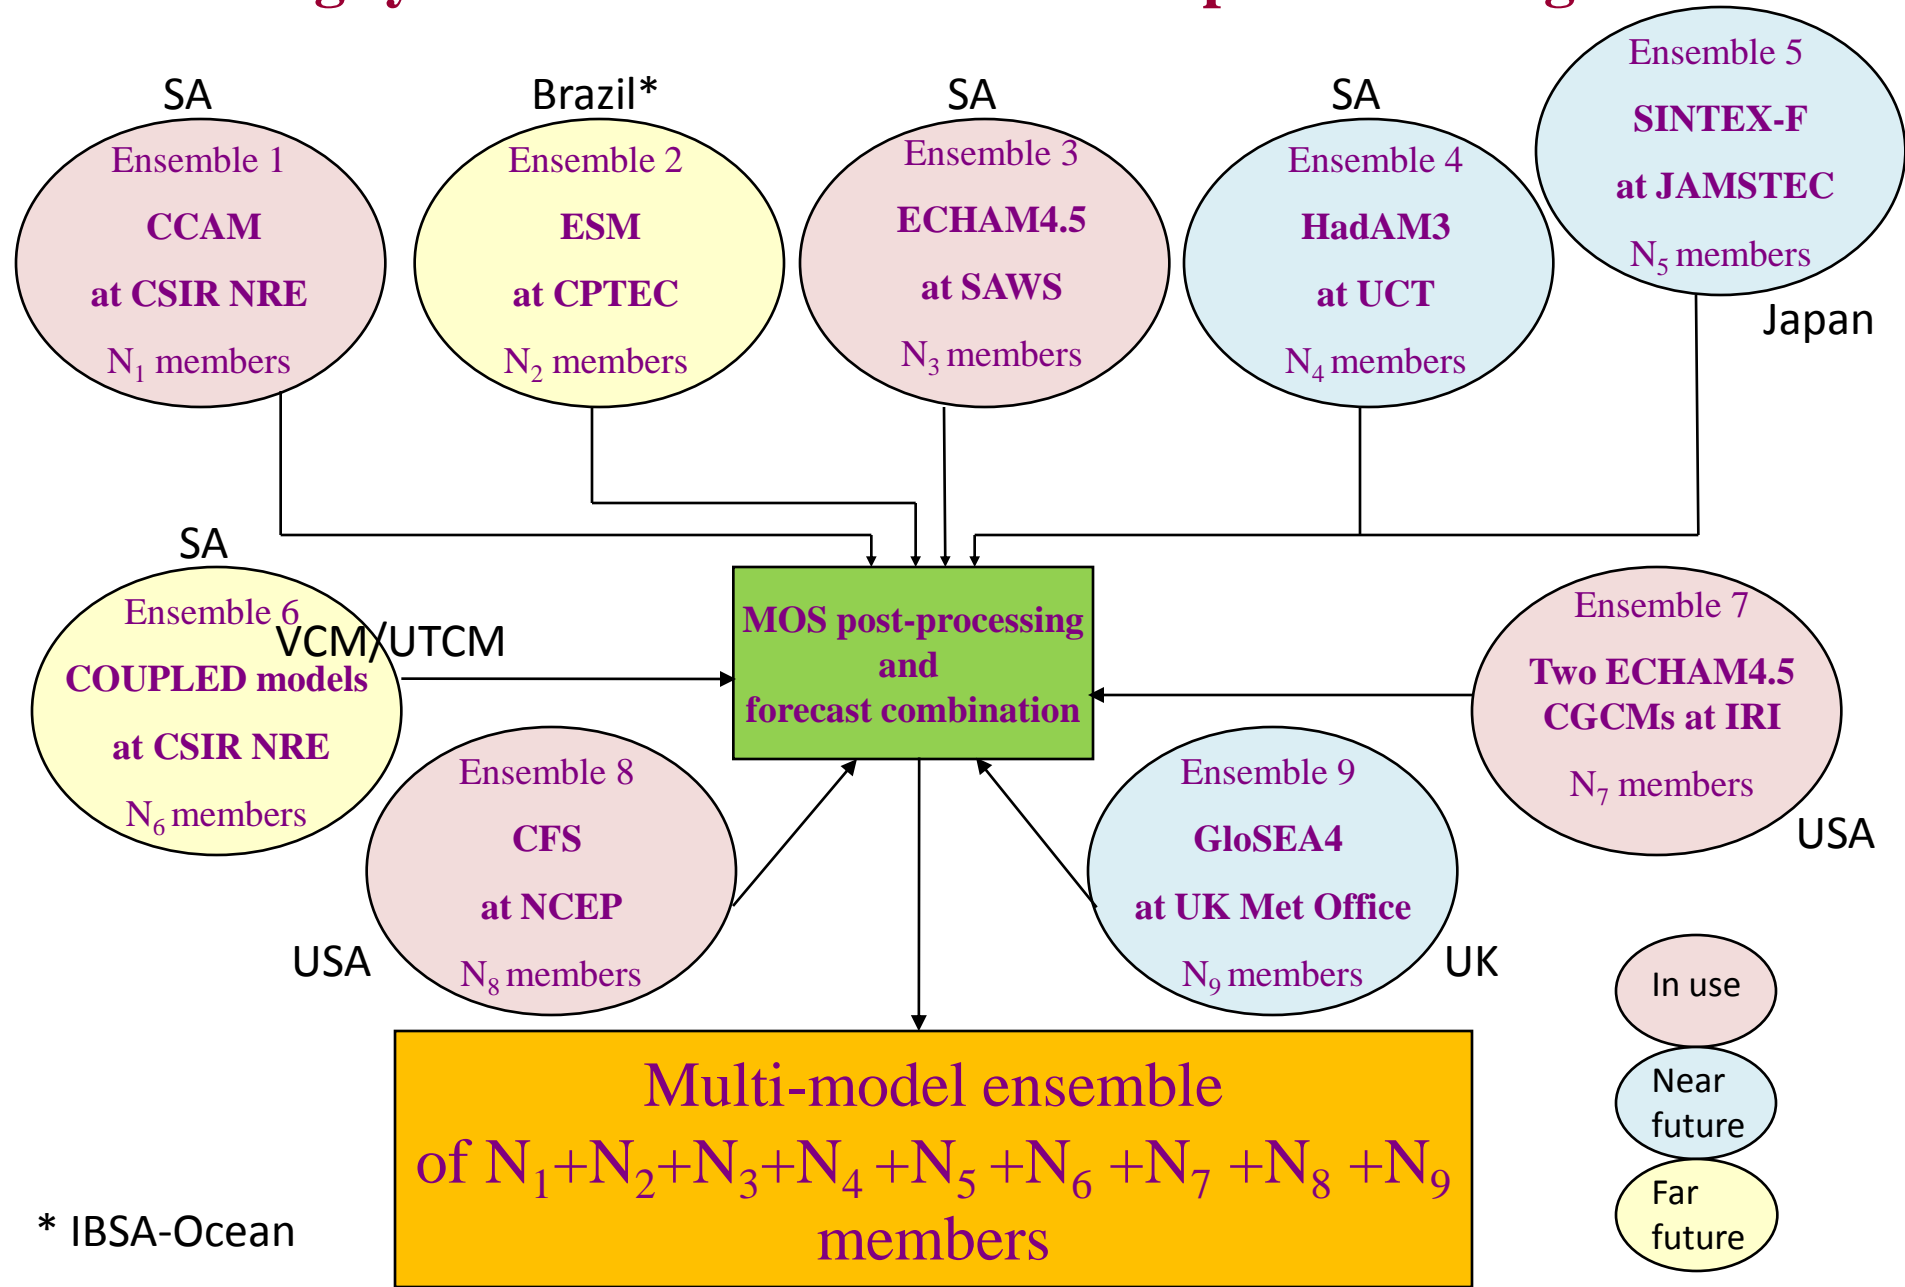 SA
Ensemble 1
CCAM
at CSIR NRE
N₁ members
Brazil*
Ensemble 2
ESM
at CPTEC
N₂ members
SA
Ensemble 3
ECHAM4.5
at SAWS
N₃ members
SA
Ensemble 4
HadAM3
at UCT
N₄ members
Ensemble 5
SINTEX-F
at JAMSTEC
N₅ members
Japan
SA
Ensemble 6
VCM/UTCM
COUPLED models
at CSIR NRE
N₆ members
MOS post-processing
and
forecast combination
Ensemble 7
Two ECHAM4.5
CGCMs at IRI
N₇ members
USA
Ensemble 8
CFS
at NCEP
N₈ members
USA
Ensemble 9
GloSEA4
at UK Met Office
N₉ members
UK
Multi-model ensemble
of N₁+N₂+N₃+N₄ +N₅ +N₆ +N₇ +N₈ +N₉
members
In use
Near
future
Far
future
* IBSA-Ocean